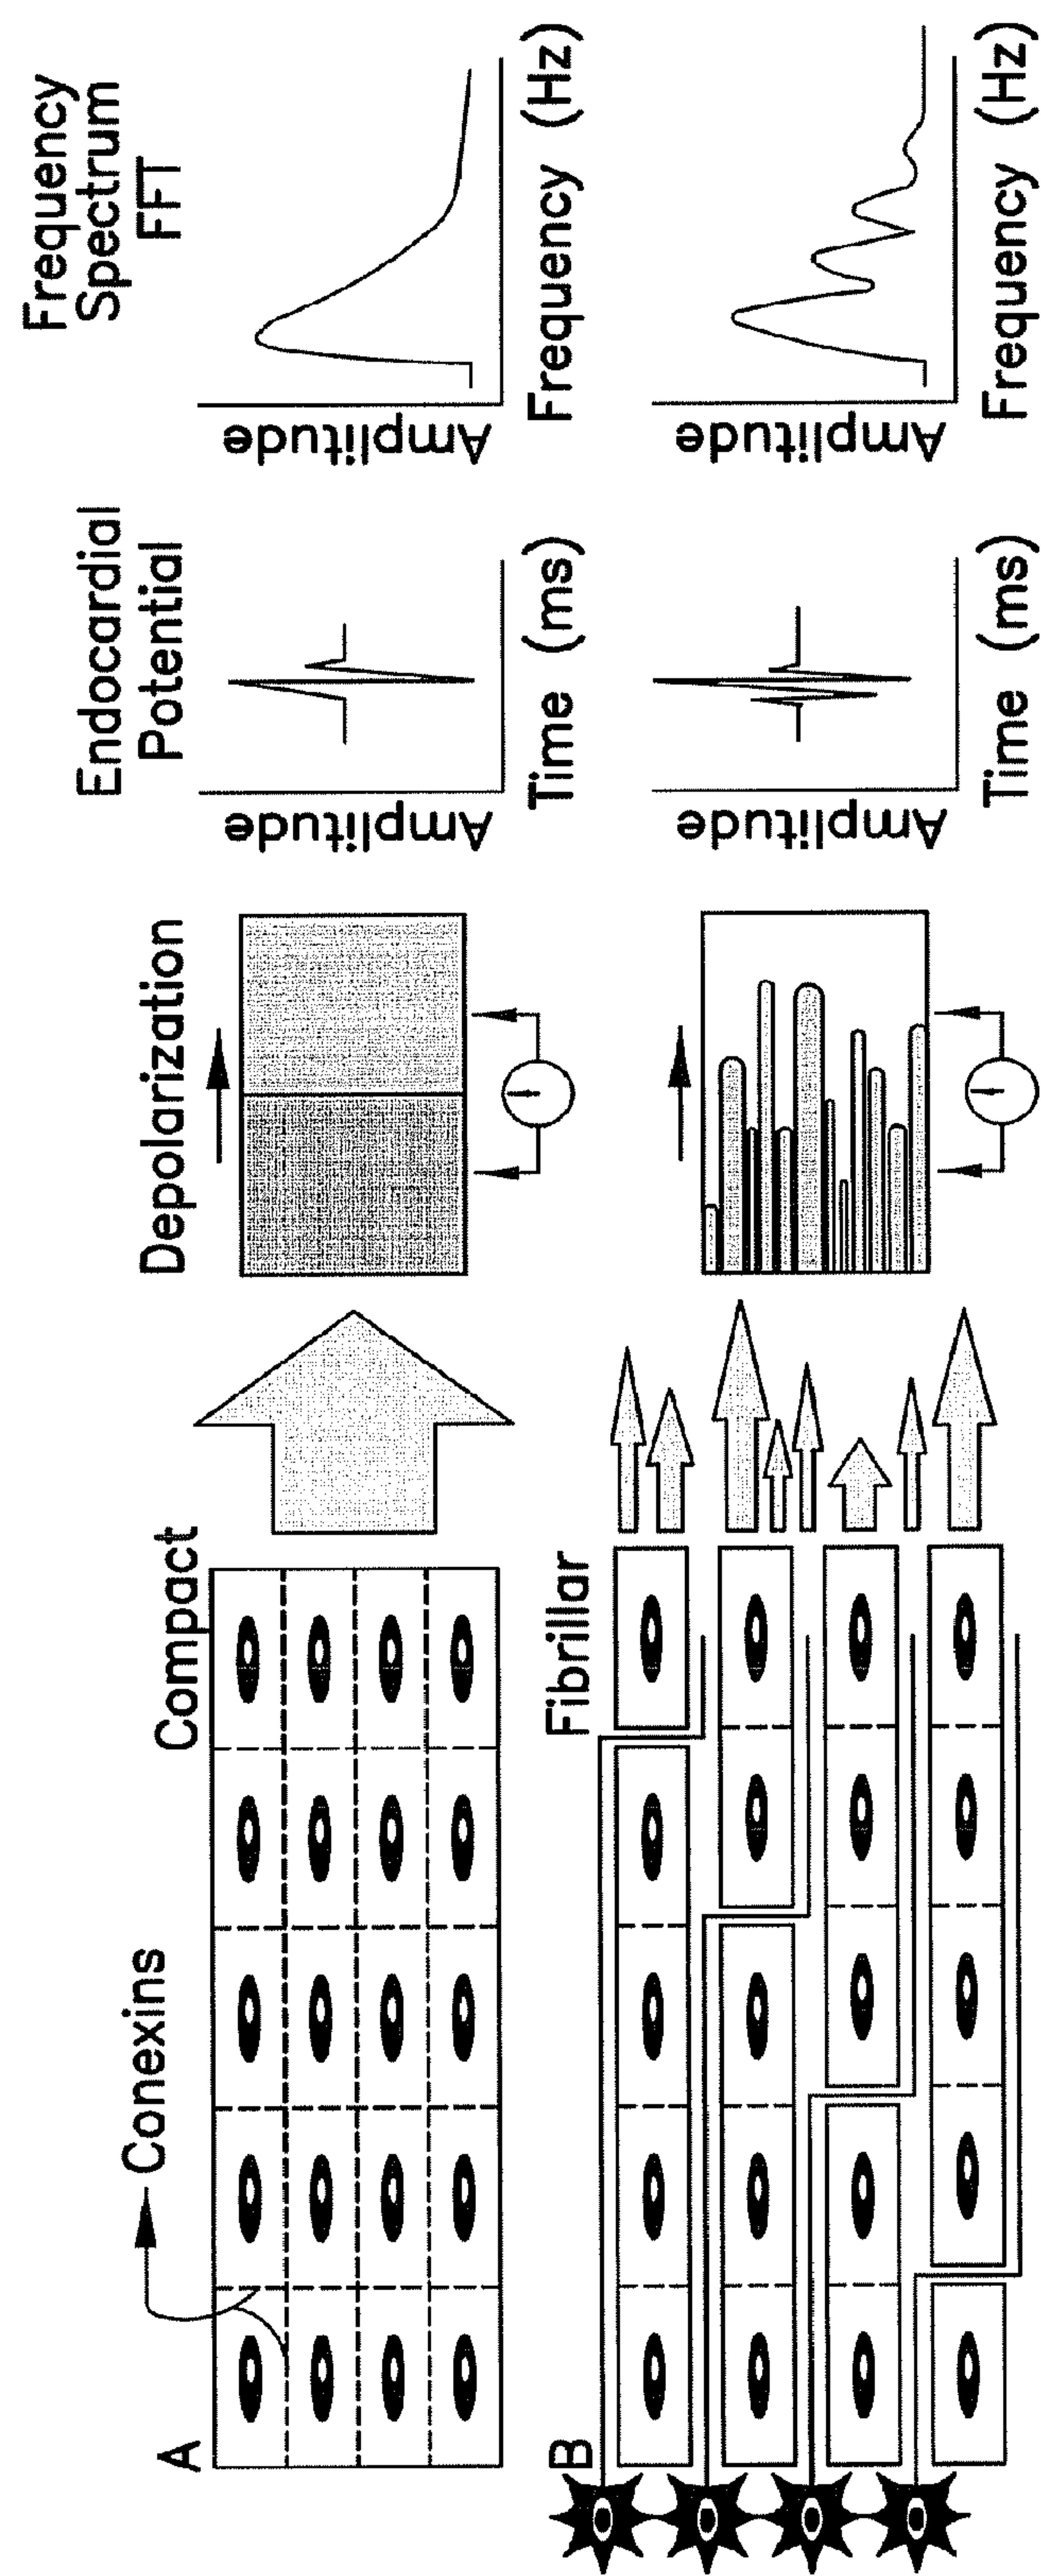 A
Conexins
Compact
Depolarization
Endocardial
Potential
Frequency
Spectrum
FFT
Amplitude
Time (ms)
Amplitude
Frequency (Hz)
B
Fibrillar
Amplitude
Time (ms)
Amplitude
Frequency (Hz)